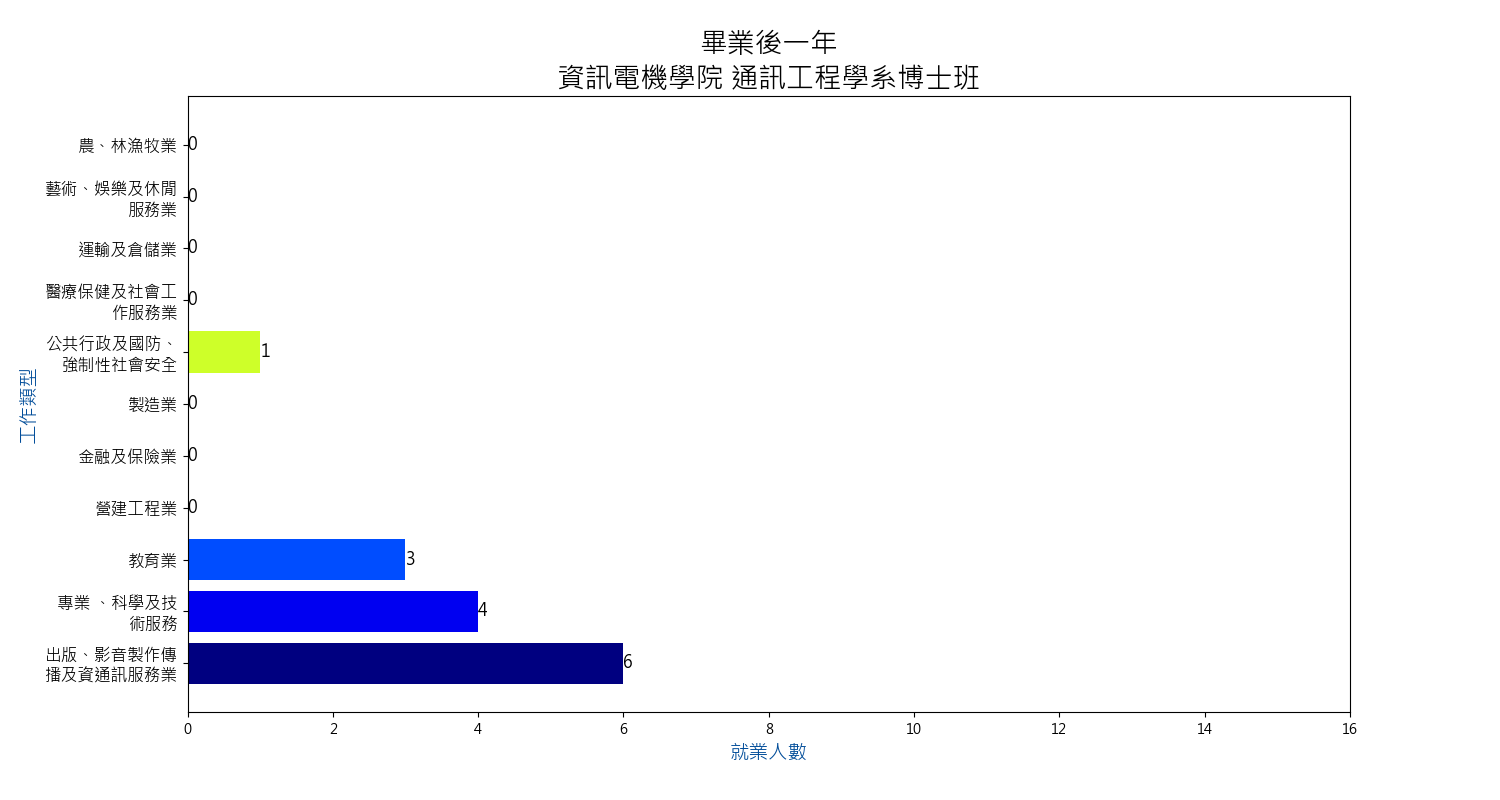 畢業後一年
資訊電機學院 通訊工程學系博士班
農、林漁牧業
0
藝術、娛樂及休閒
服務業
0
運輸及倉儲業
0
醫療保健及社會工
作服務業
0
公共行政及國防、
強制性社會安全
1
製造業
0
金融及保險業
0
營建工程業
0
教育業
3
專業 、科學及技
術服務
4
出版、影音製作傳
播及資通訊服務業
6
工作類型
0 2 4 6 8 10 12 14 16
就業人數